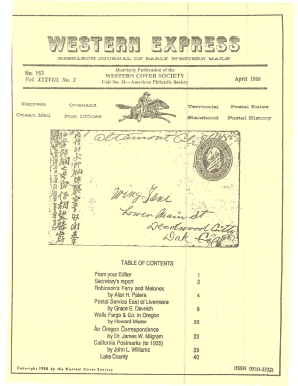 WESTERN EXPRESS
RESEARCH JOURNAL OF EARLY WESTERN MAILS
No. 153
Vol. XXXVIII, No. 2
Quarterly Publication of the
WESTERN COVER SOCIETY
Unit No. 14—American Philatelic Society
April 1988
Express
Overland
Territorial
Postal Rates
Ocean Mail
Post Offices
Statehood
Postal History
Altamont
Wing
Lower Main St
Deadwood City
Dak
TABLE OF CONTENTS
From your Editor 1
Secretary's report 2
Robinson's Ferry and Melones
by Alan H. Patera 4
Postal Service East of Livermore
by Grace E. Devnich 9
Wells Fargo & Co. in Oregon
by Howard Mader 20
An Oregon Correspondence
by Dr. James W. Milgram 23
California Postmarks (to 1935)
by John L. Williams 39
Lake County 40
Copyright 1988 by the Western Cover Society
(ISSN 0510-2332)